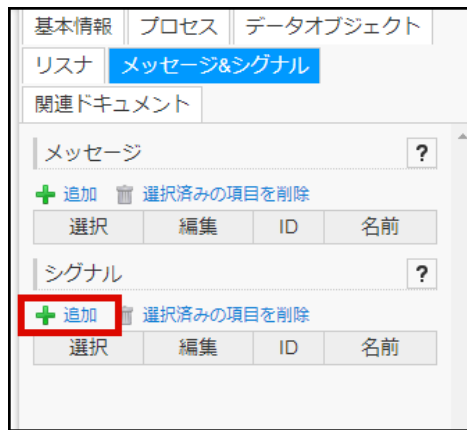 基本情報 プロセス データオブジェクト
リスナ メッセージ&シグナル
関連ドキュメント
メッセージ ?
追加 選択済みの項目を削除
選択 編集 ID 名前
シグナル ?
追加 選択済みの項目を削除
選択 編集 ID 名前